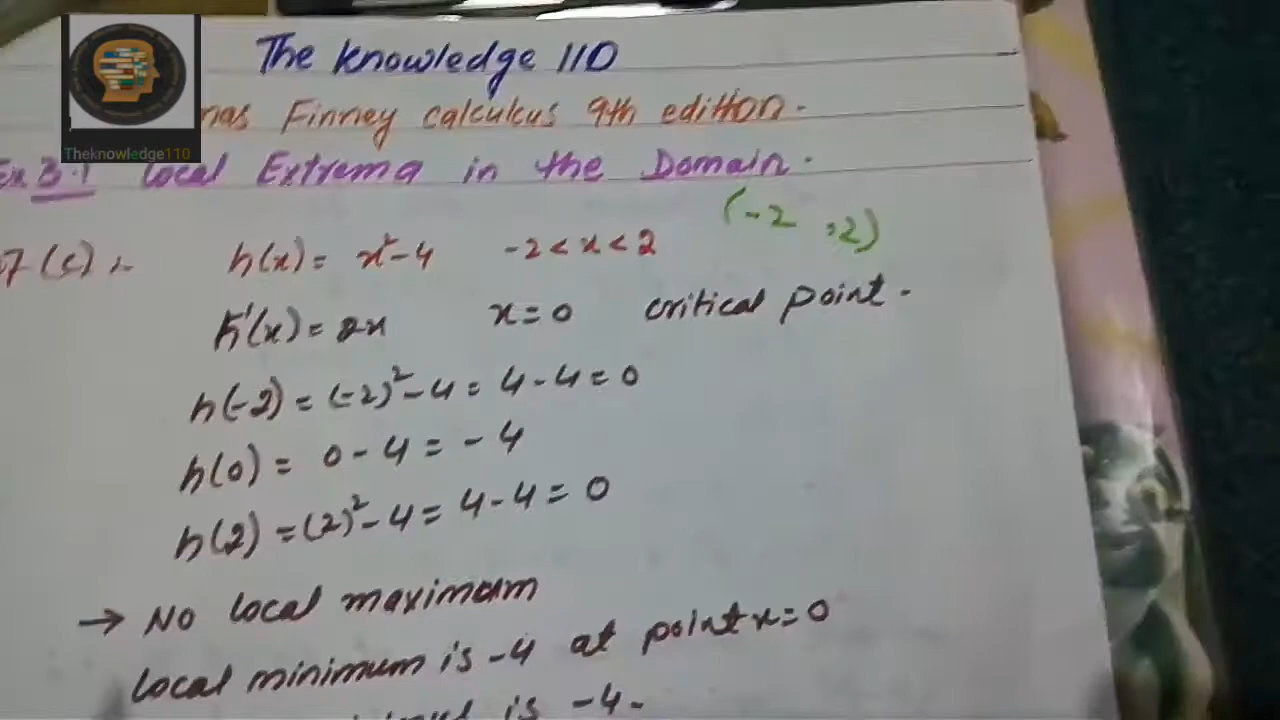 The Knowledge 110
Finney calculus 9th edition.
Theknowledge110
Ex 3.1 Local Extrema in the Domain.
(-2, 2)
7(c) :- h(x) = x²-4 -2 < x < 2
h'(x) = 2x x=0 critical point.
h(-2) = (-2)²-4 = 4-4 = 0
h(0) = 0-4 = -4
h(2) = (2)²-4 = 4-4 = 0
→ No local maximum
local minimum is -4 at point x=0
is -4.